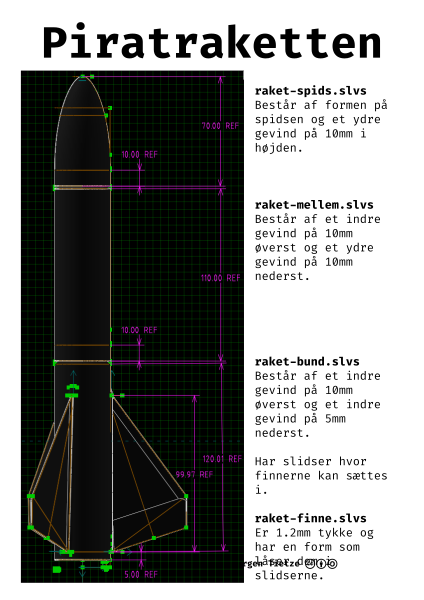 Piratraketten
raket-spids.slvs
Består af formen på
spidsen og et ydre
gevind på 10mm i
højden.
70.00 REF
10.00 REF
raket-mellem.slvs
Består af et indre
gevind på 10mm
øverst og et ydre
gevind på 10mm
nederst.
110.00 REF
10.00 REF
raket-bund.slvs
Består af et indre
gevind på 10mm
øverst og et indre
gevind på 5mm
nederst.
Har slidser hvor
finnerne kan sættes
i.
120.01 REF
99.97 REF
raket-finne.slvs
Er 1.2mm tykke og
har en form som
låser dem i
slidserne.
5.00 REF